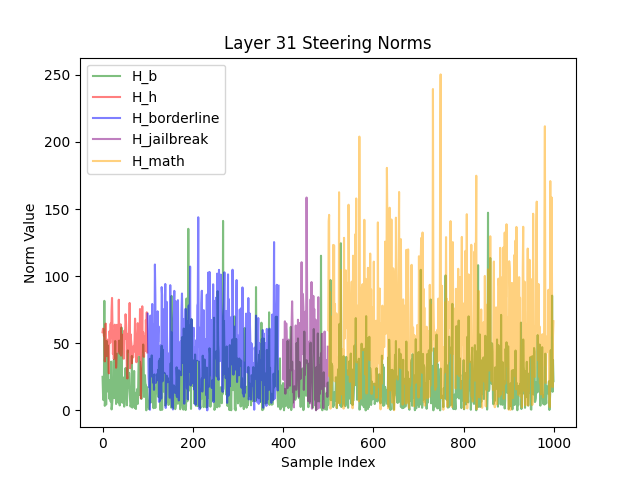 Layer 31 Steering Norms
H_b
H_h
H_borderline
H_jailbreak
H_math
Norm Value
250
200
150
100
50
0
0 200 400 600 800 1000
Sample Index